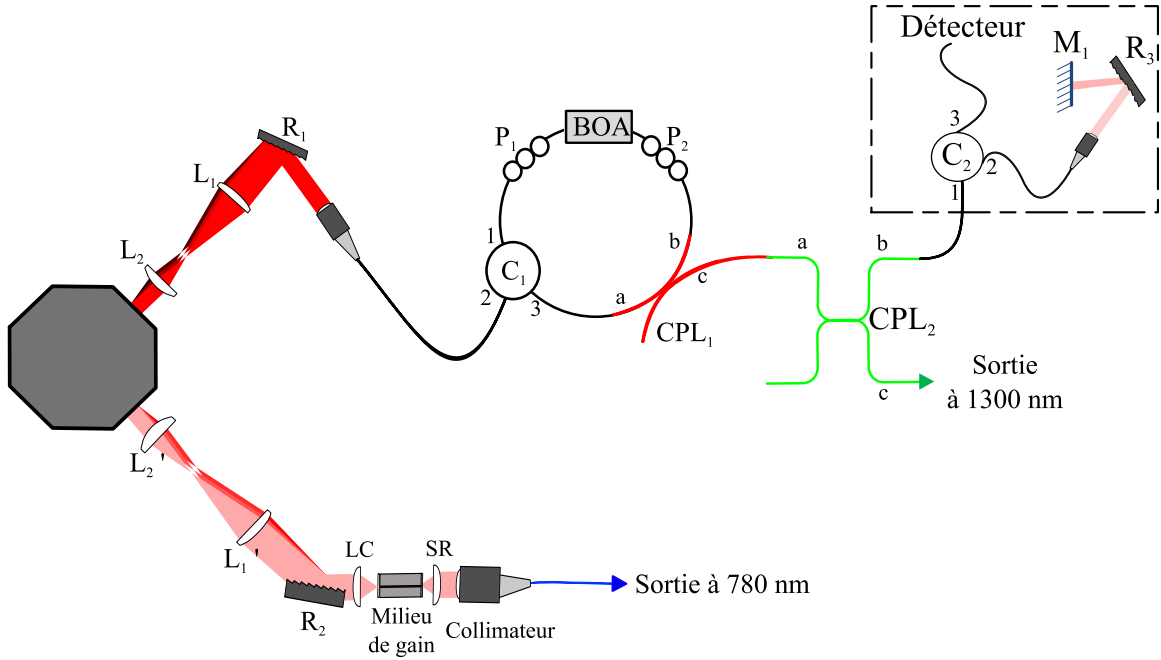 Détecteur
M₁
R₃
R₁
P₁
BOA
P₂
3
C₂
2
1
L₁
L₂
1
C₁
2
3
b
a
c
CPL₁
a
b
CPL₂
c
Sortie
à 1300 nm
L₂'
L₁'
R₂
LC
SR
Milieu
de gain
Collimateur
Sortie à 780 nm